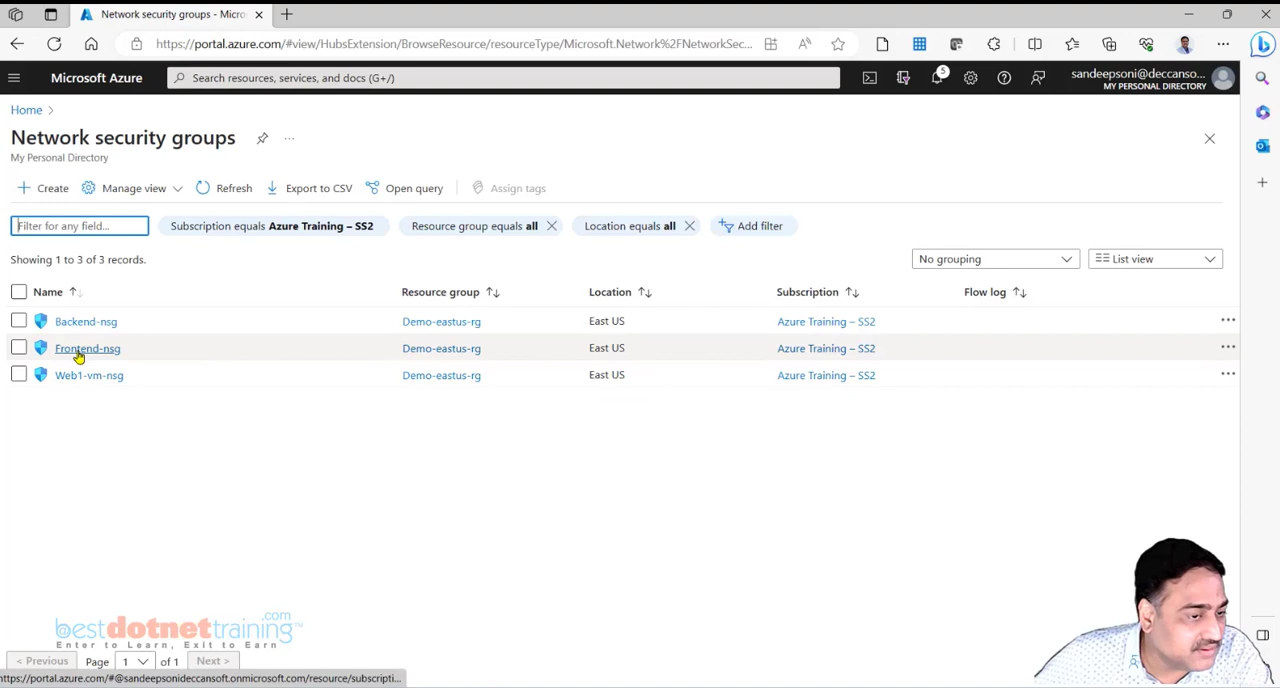 Network security groups - Micro
https://portal.azure.com/#view/HubsExtension/BrowseResource/resourceType/Microsoft.Network%2FNetworkSec...
Microsoft Azure
Search resources, services, and docs (G+/)
5
sandeepsoni@deccanso...
MY PERSONAL DIRECTORY
Home
Network security groups
My Personal Directory
Create
Manage view
Refresh
Export to CSV
Open query
Assign tags
Filter for any field...
Subscription equals Azure Training – SS2
Resource group equals all
Location equals all
Add filter
Showing 1 to 3 of 3 records.
No grouping
List view
Name Resource group Location Subscription Flow log
Backend-nsg Demo-eastus-rg East US Azure Training – SS2
Frontend-nsg Demo-eastus-rg East US Azure Training – SS2
Web1-vm-nsg Demo-eastus-rg East US Azure Training – SS2
@bestdotnettraining.com™
Enter to Learn, Exit to Earn
< Previous Page 1 of 1 Next >
https://portal.azure.com/#@sandeepsonideccansoft.onmicrosoft.com/resource/subscripti...